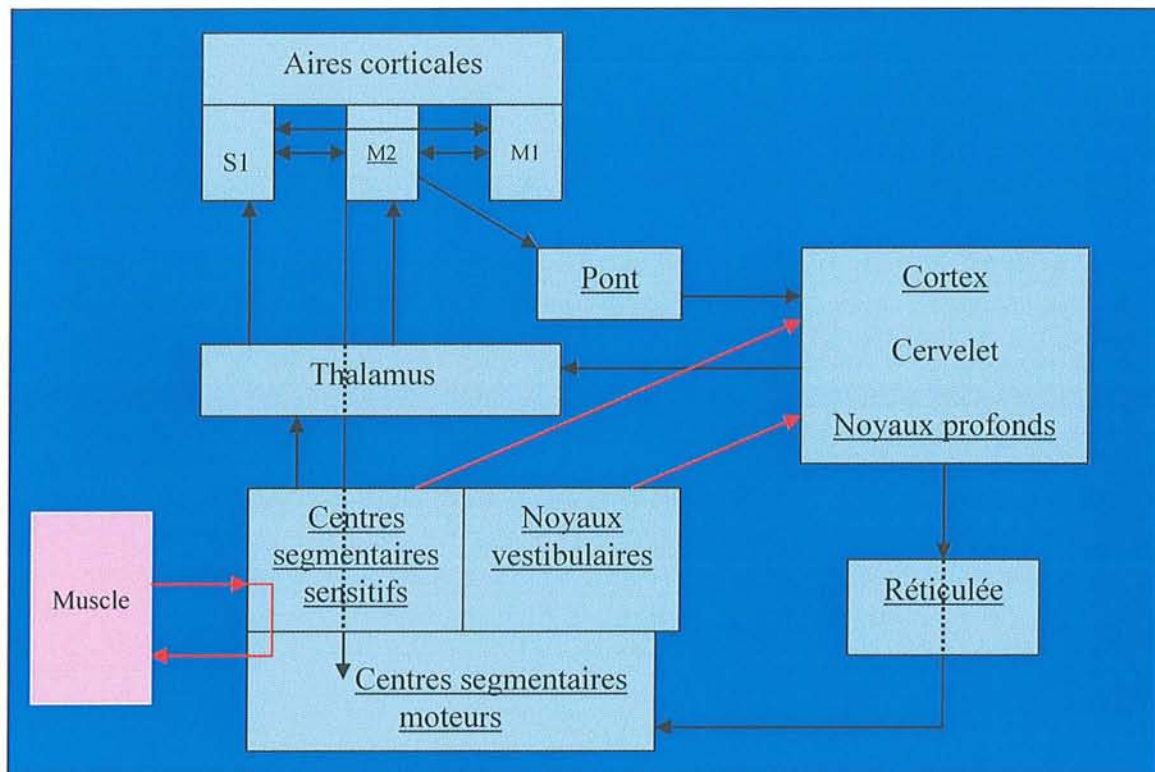 Aires corticales
S1
M2
M1
Pont
Cortex
Cervelet
Noyaux profonds
Thalamus
Centres
segmentaires
sensitifs
Noyaux
vestibulaires
Muscle
Réticulée
Centres segmentaires
moteurs